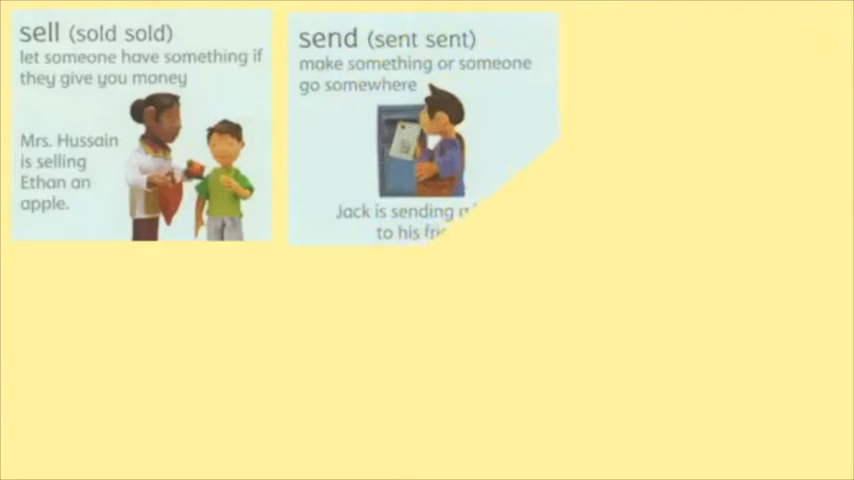 sell (sold sold)
let someone have something if
they give you money
Mrs. Hussain
is selling
Ethan an
apple.
send (sent sent)
make something or someone
go somewhere
Jack is sending
to his